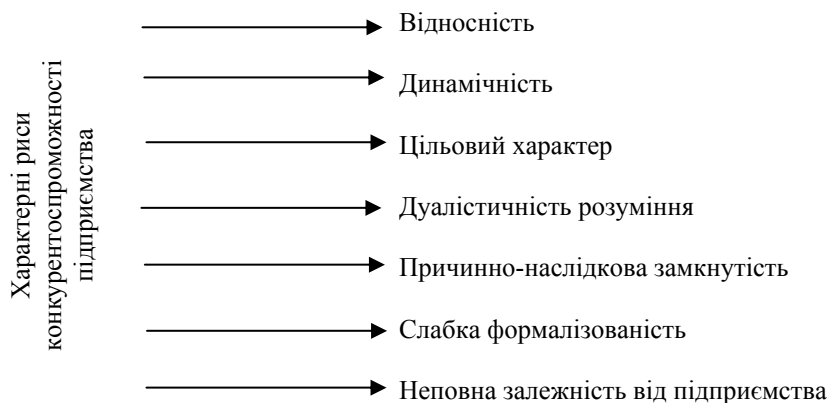 Характерні риси
конкурентоспроможності
підприємства
Відносність
Динамічність
Цільовий характер
Дуалістичність розуміння
Причинно-наслідкова замкнутість
Слабка формалізованість
Неповна залежність від підприємства